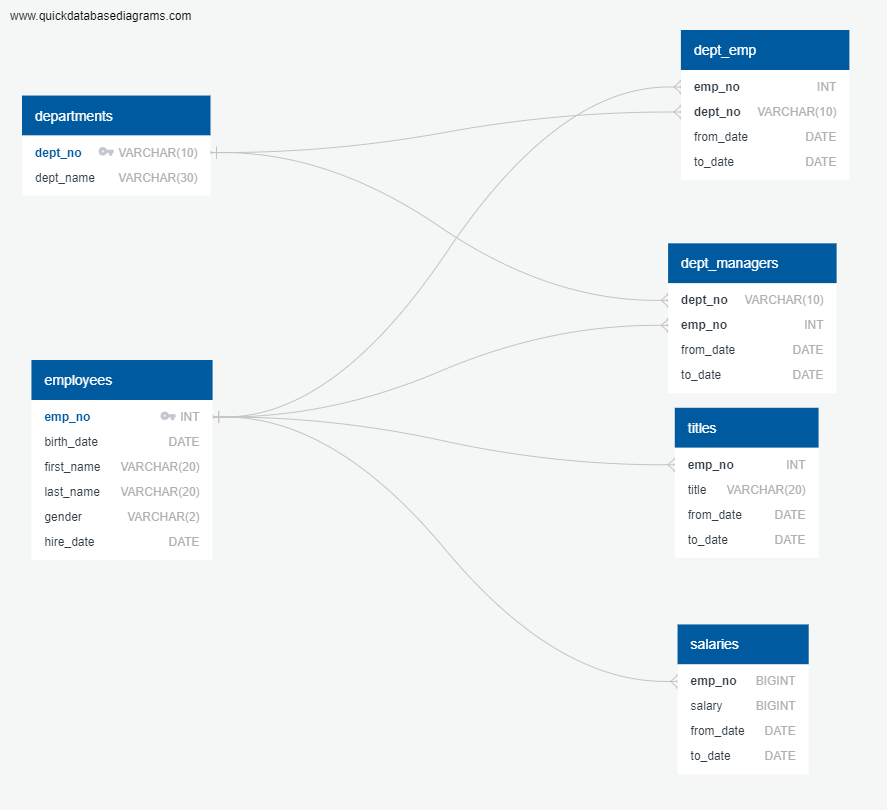 www.quickdatabasediagrams.com
departments
dept_no VARCHAR(10)
dept_name VARCHAR(30)
employees
emp_no INT
birth_date DATE
first_name VARCHAR(20)
last_name VARCHAR(20)
gender VARCHAR(2)
hire_date DATE
dept_emp
emp_no INT
dept_no VARCHAR(10)
from_date DATE
to_date DATE
dept_managers
dept_no VARCHAR(10)
emp_no INT
from_date DATE
to_date DATE
titles
emp_no INT
title VARCHAR(20)
from_date DATE
to_date DATE
salaries
emp_no BIGINT
salary BIGINT
from_date DATE
to_date DATE